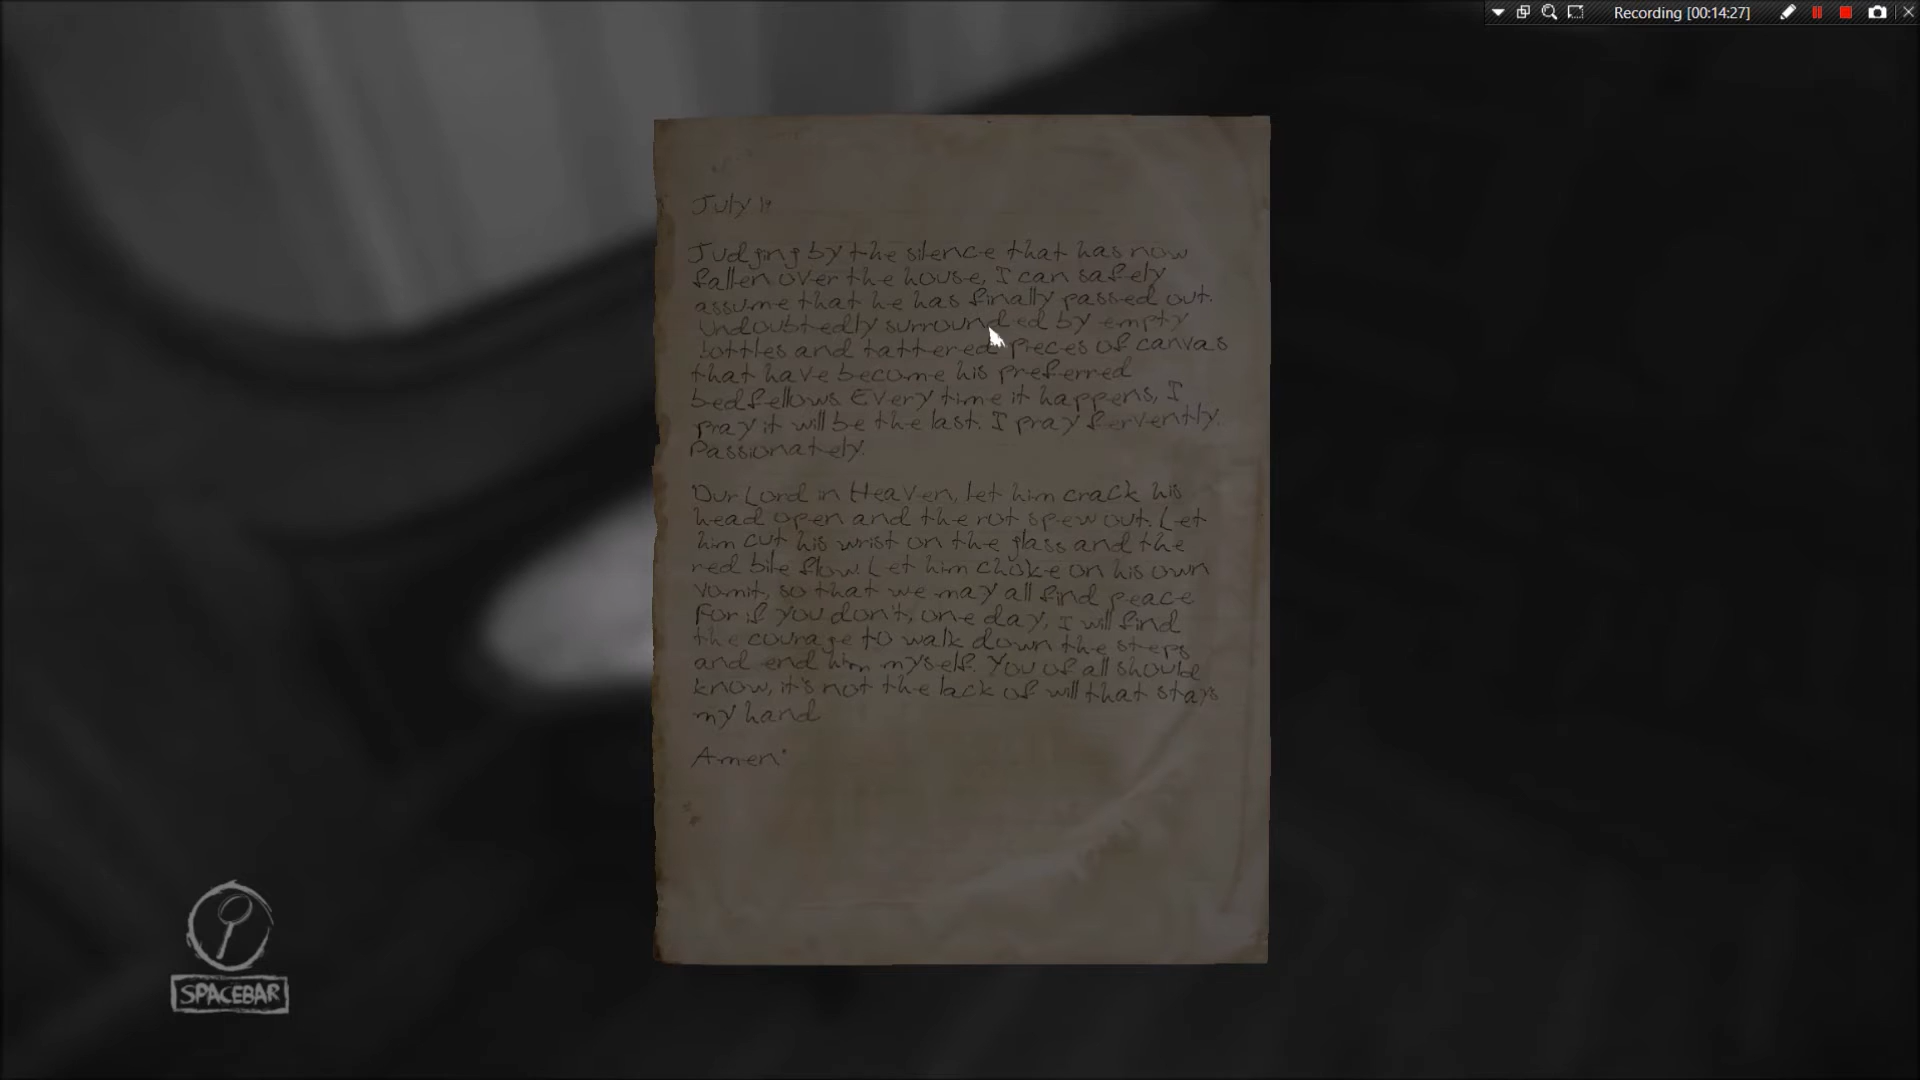 Recording [00:14:27]
July
Judging by the silence that has now
fallen over the house, I can safely
assume that he has finally passed out.
Undoubtedly surrounded by empty
bottles and tattered pieces of canvas
that have become his preferred
bedfellows. Every time it happens, I
pray it will be the last. I pray fervently.
Passionately.
Our Lord in Heaven, let him crack his
head open and the rot spew out. Let
him cut his wrist on the glass and the
red bile flow. Let him choke on his own
vomit, so that we may all find peace
For if you don't, one day, I will find
the courage to walk down the steps
and end him myself. You of all should
know, it's not the lack of will that stays
my hand
Amen
SPACEBAR